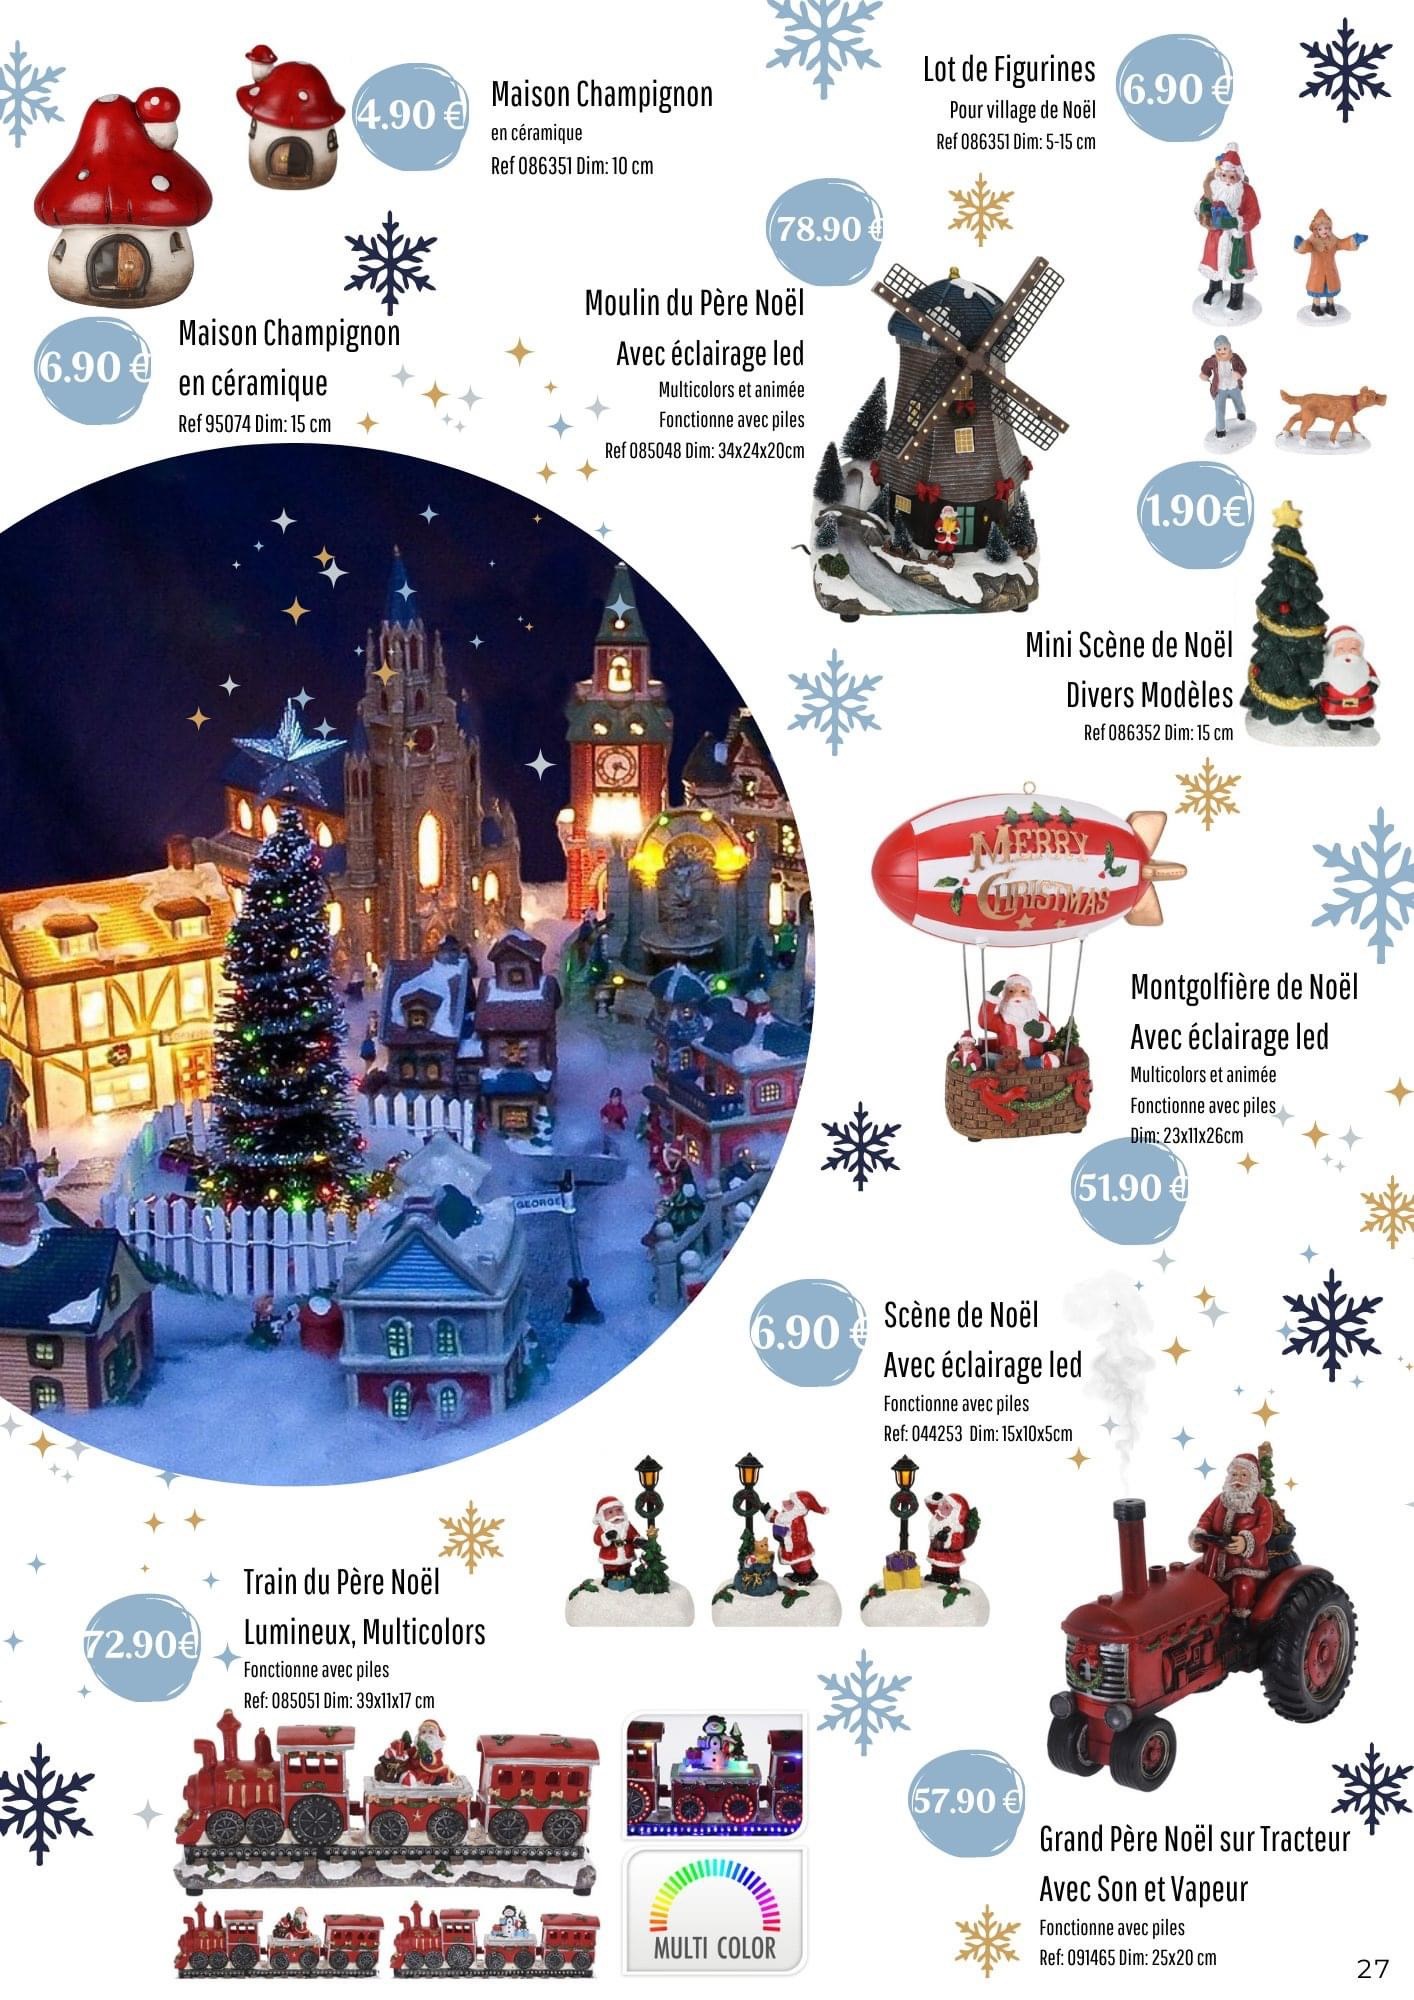 4.90 €
Maison Champignon
en céramique
Ref 086351 Dim: 10 cm
Lot de Figurines
Pour village de Noël
Ref 086351 Dim: 5-15 cm
6.90 €
6.90 €
Maison Champignon
en céramique
Ref 95074 Dim: 15 cm
78.90 €
Moulin du Père Noël
Avec éclairage led
Multicolors et animée
Fonctionne avec piles
Ref 085048 Dim: 34x24x20cm
1.90€
Mini Scène de Noël
Divers Modèles
Ref 086352 Dim: 15 cm
MERRY
CHRISTMAS
Montgolfière de Noël
Avec éclairage led
Multicolors et animée
Fonctionne avec piles
Dim: 23x11x26cm
51.90 €
GEORGE
6.90 €
Scène de Noël
Avec éclairage led
Fonctionne avec piles
Ref: 044253 Dim: 15x10x5cm
72.90€
Train du Père Noël
Lumineux, Multicolors
Fonctionne avec piles
Ref: 085051 Dim: 39x11x17 cm
MULTI COLOR
57.90 €
Grand Père Noël sur Tracteur
Avec Son et Vapeur
Fonctionne avec piles
Ref: 091465 Dim: 25x20 cm
27